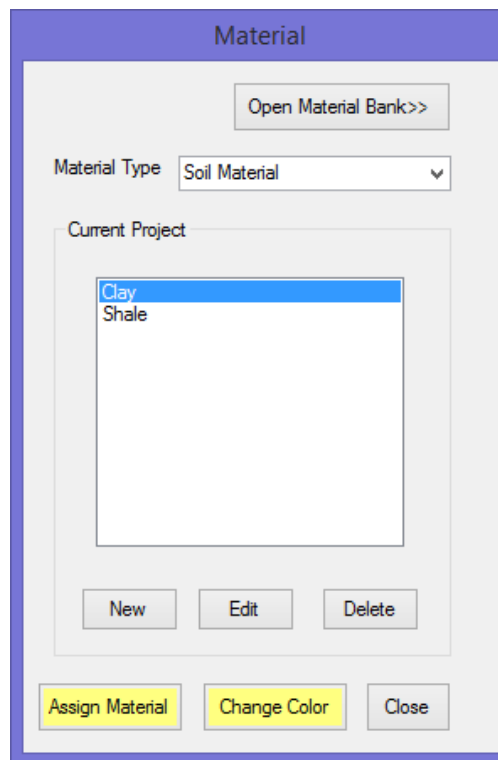 Material
Open Material Bank>>
Material Type Soil Material
Current Project
Clay
Shale
New Edit Delete
Assign Material Change Color Close